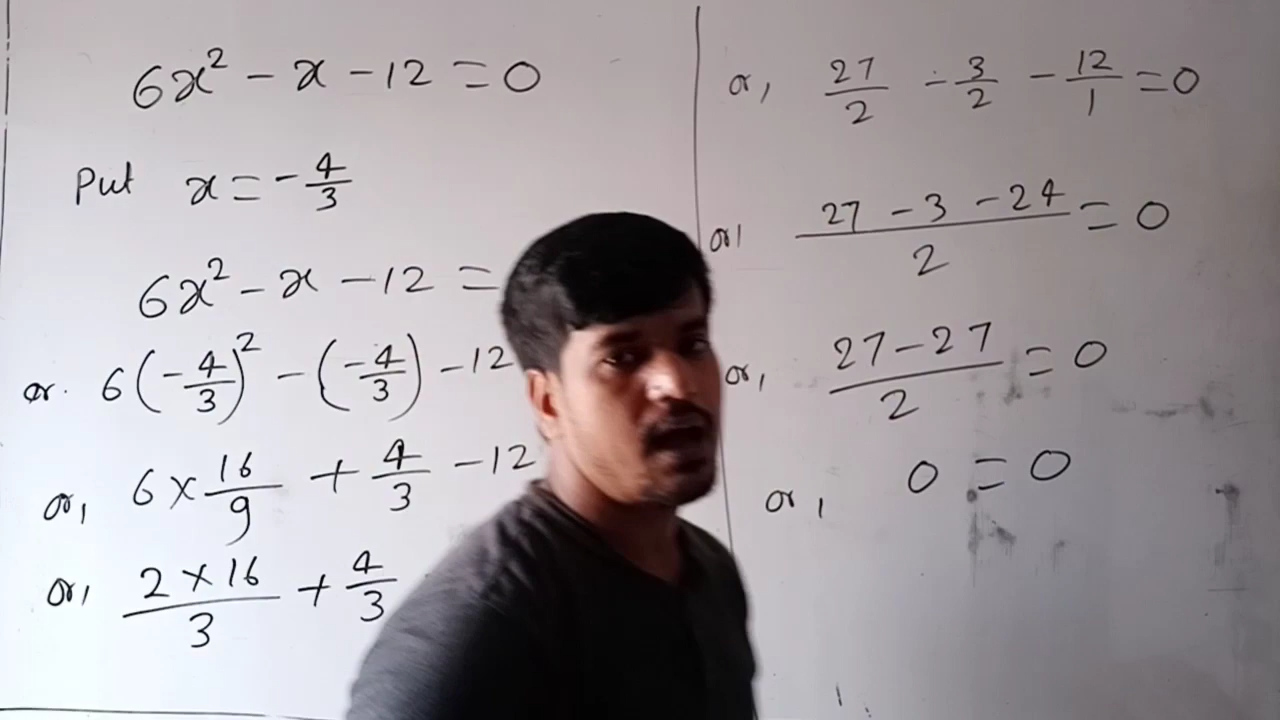 6x² - x - 12 = 0
Put x = -4/3
6x² - x - 12 =
or. 6(-4/3)² - (-4/3) - 12
or, 6 × 16/9 + 4/3 - 12
or, 2 × 16/3 + 4/3
or, 27/2 - 3/2 - 12/1 = 0
or, 27 - 3 - 24/2 = 0
or, 27 - 27/2 = 0
or, 0 = 0